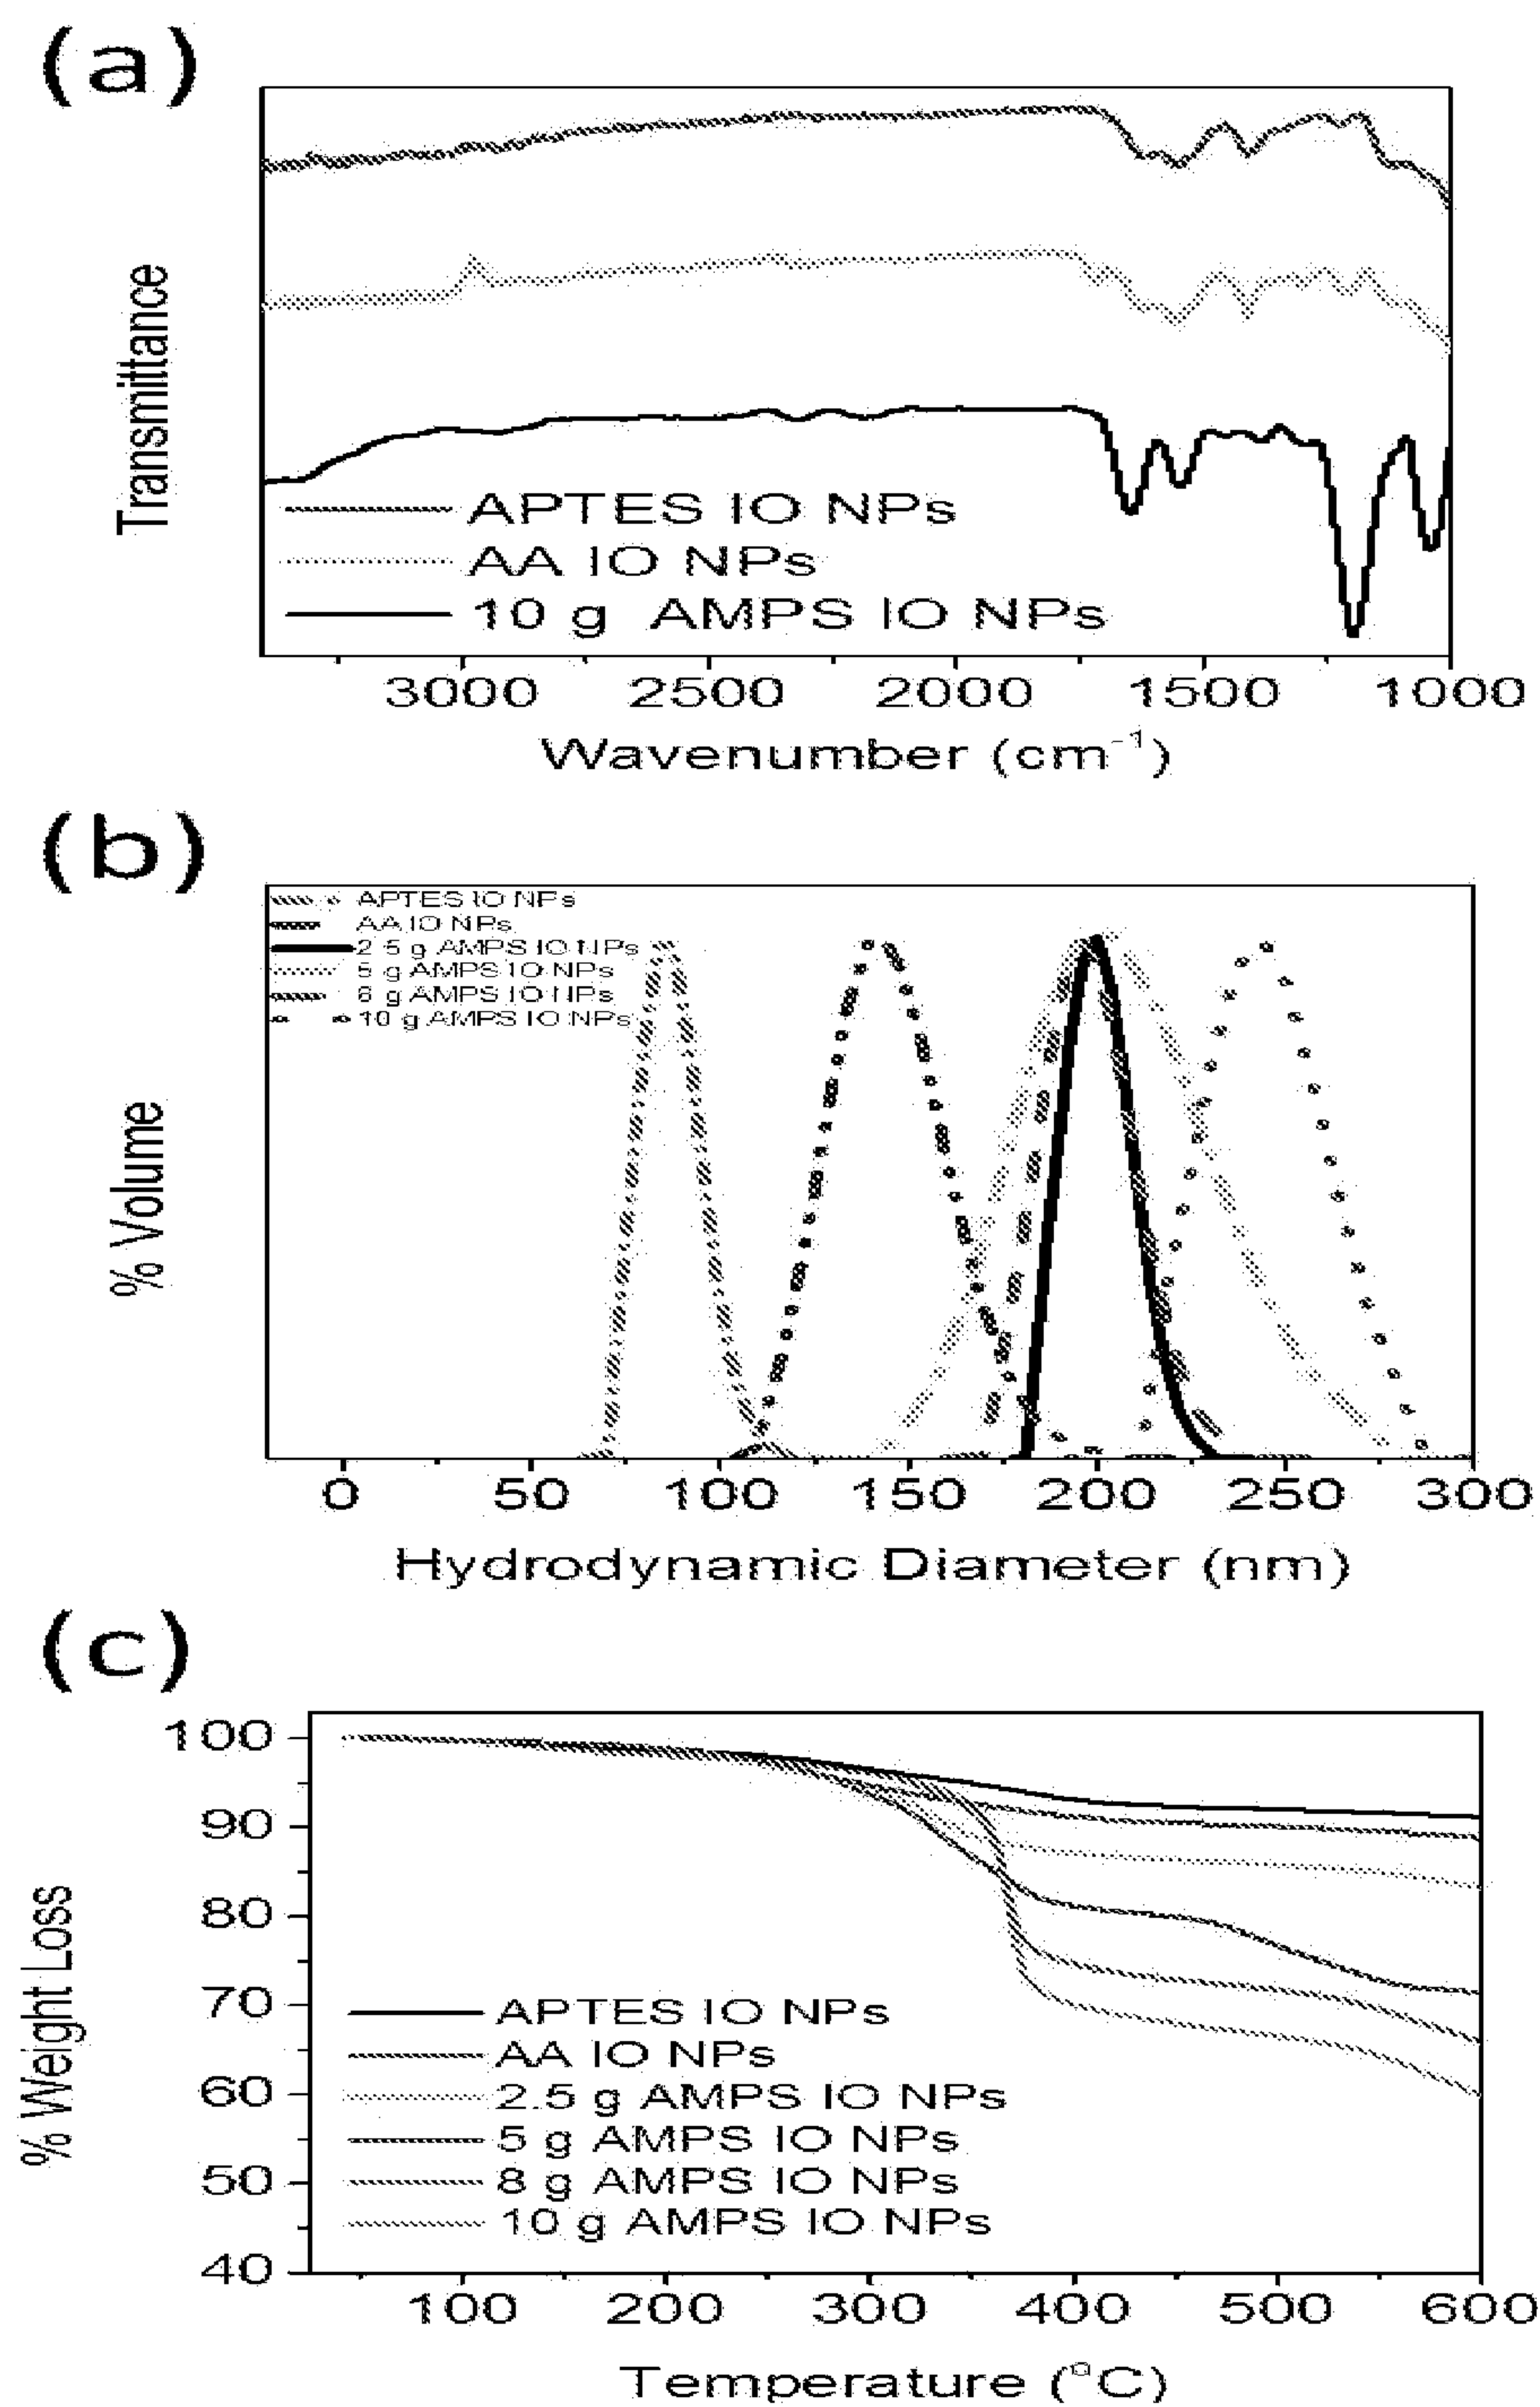 (a)
Transmittance
APTES IO NPs
AA IO NPs
10 g AMPS IO NPs
3000 2500 2000 1500 1000
Wavenumber (cm⁻¹)
(b)
% Volume
APTES IO NPs
AA IO NPs
2.5 g AMPS IO NPs
5 g AMPS IO NPs
g AMPS IO NPs
10 g AMPS IO NPs
0 50 100 150 200 250 300
Hydrodynamic Diameter (nm)
(c)
% Weight Loss
100
90
80
70
60
50
40
APTES IO NPs
AA IO NPs
2.5 g AMPS IO NPs
5 g AMPS IO NPs
8 g AMPS IO NPs
10 g AMPS IO NPs
100 200 300 400 500 600
Temperature (°C)